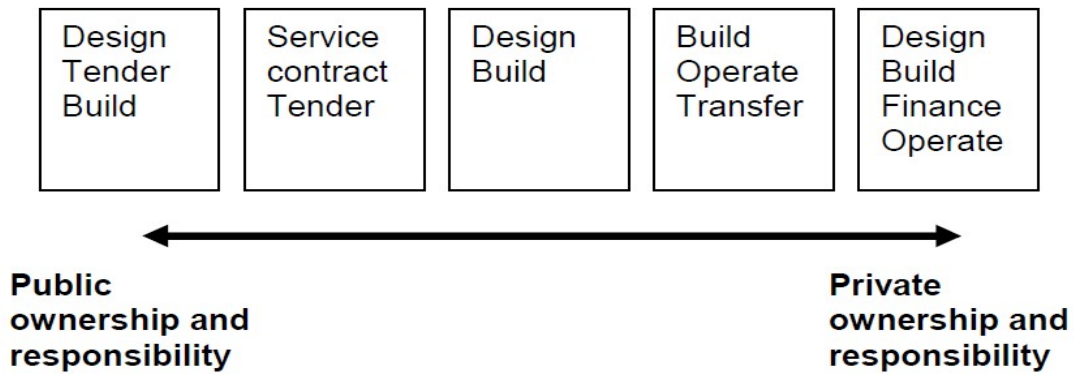 Design
Tender
Build
Service
contract
Tender
Design
Build
Build
Operate
Transfer
Design
Build
Finance
Operate
Public
ownership and
responsibility
Private
ownership and
responsibility